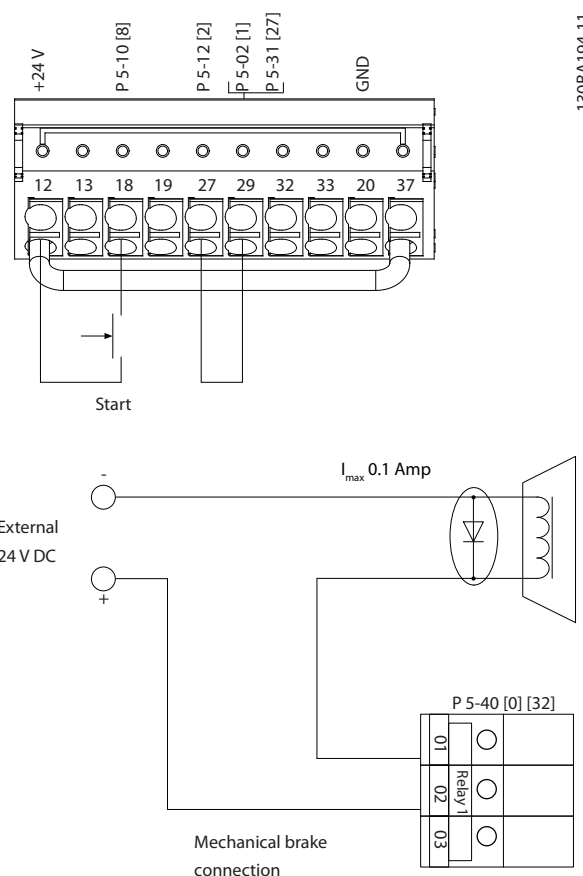 +24 V
P 5-10 [8]
P 5-12 [2]
P 5-02 [1]
P 5-31 [27]
GND
12 13 18 19 27 29 32 33 20 37
Start
-
I max 0.1 Amp
External
24 V DC
+
P 5-40 [0] [32]
01
02
03
Relay 1
Mechanical brake
connection